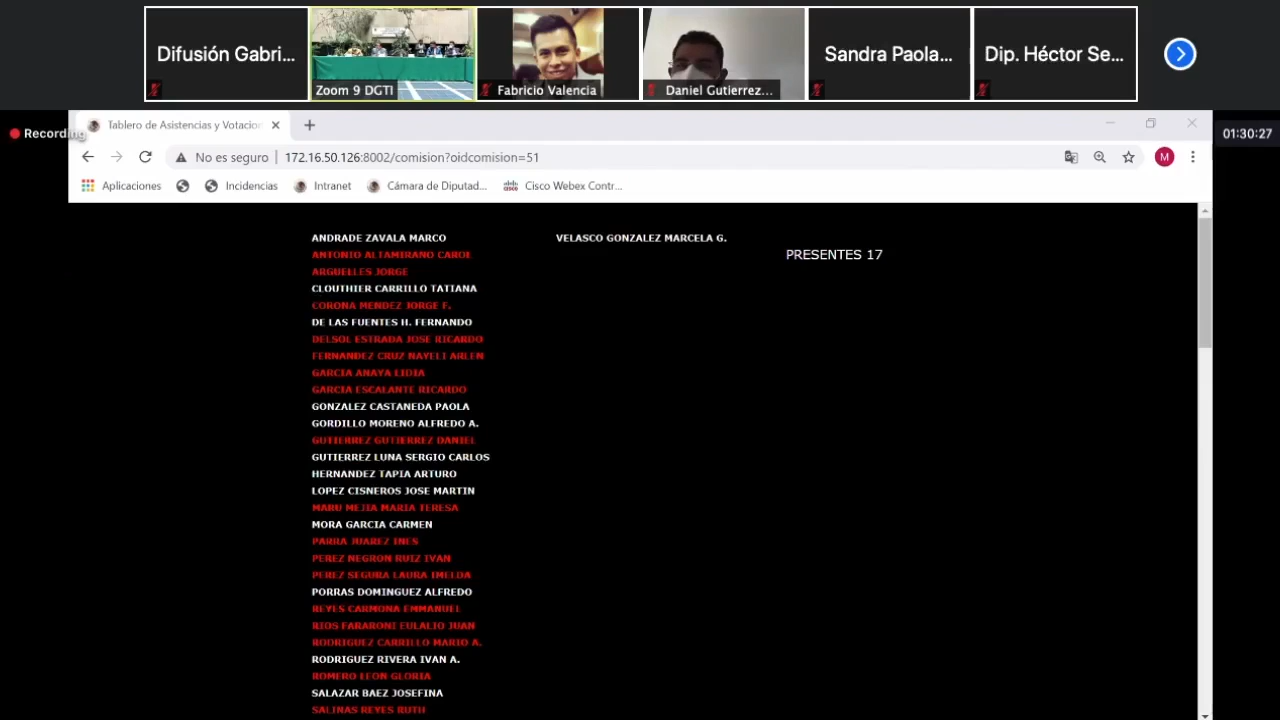 Difusión Gabri...
Zoom 9 DGTI
Fabricio Valencia
Daniel Gutierrez...
Sandra Paola...
Dip. Héctor Se...
Recording
Tablero de Asistencias y Votacion
01:30:27
No es seguro
172.16.50.126:8002/comision?oidcomision=51
M
Aplicaciones
Incidencias
Intranet
Cámara de Diputad...
Cisco Webex Contr...
ANDRADE ZAVALA MARCO
VELASCO GONZALEZ MARCELA G.
ANTONIO ALTAMIRANO CAROL
PRESENTES 17
ARGUELLES JORGE
CLOUTHIER CARRILLO TATIANA
CORONA MENDEZ JORGE F.
DE LAS FUENTES H. FERNANDO
DELSOL ESTRADA JOSE RICARDO
FERNANDEZ CRUZ NAYELI ARLEN
GARCIA ANAYA LIDIA
GARCIA ESCALANTE RICARDO
GONZALEZ CASTANEDA PAOLA
GORDILLO MORENO ALFREDO A.
GUTIERREZ GUTIERREZ DANIEL
GUTIERREZ LUNA SERGIO CARLOS
HERNANDEZ TAPIA ARTURO
LOPEZ CISNEROS JOSE MARTIN
MARU MEJIA MARIA TERESA
MORA GARCIA CARMEN
PARRA JUAREZ INES
PEREZ NEGRON RUIZ IVAN
PEREZ SEGURA LAURA IMELDA
PORRAS DOMINGUEZ ALFREDO
REYES CARMONA EMMANUEL
RIOS FARARONI EULALIO JUAN
RODRIGUEZ CARRILLO MARIO A.
RODRIGUEZ RIVERA IVAN A.
ROMERO LEON GLORIA
SALAZAR BAEZ JOSEFINA
SALINAS REYES RUTH